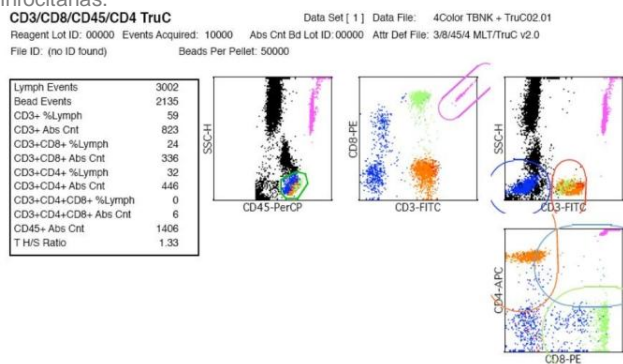 infocitarias.
CD3/CD8/CD45/CD4 TruC
Data Set [ 1 ] Data File: 4Color TBNK + TruC02.01
Reagent Lot ID: 00000 Events Acquired: 10000 Abs Cnt Bd Lot ID: 00000 Attr Def File: 3/8/45/4 MLT/TruC v2.0
File ID: (no ID found) Beads Per Pellet: 50000
Lymph Events 3002
Bead Events 2135
CD3+ %Lymph 59
CD3+ Abs Cnt 823
CD3+CD8+ %Lymph 24
CD3+CD8+ Abs Cnt 336
CD3+CD4+ %Lymph 32
CD3+CD4+ Abs Cnt 446
CD3+CD4+CD8+ %Lymph 0
CD3+CD4+CD8+ Abs Cnt 6
CD45+ Abs Cnt 1406
T H/S Ratio 1.33
SSC-H
CD45-PerCP
CD8-PE
CD3-FITC
SSC-H
CD3-FITC
CD4-APC
CD8-PE